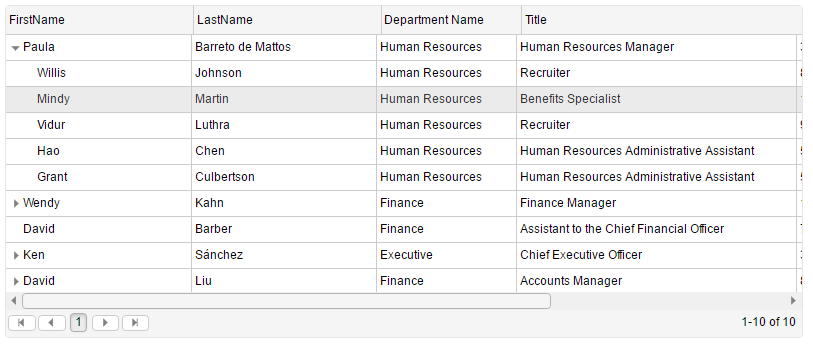 FirstName LastName Department Name Title
Paula Barreto de Mattos Human Resources Human Resources Manager
Willis Johnson Human Resources Recruiter
Mindy Martin Human Resources Benefits Specialist
Vidur Luthra Human Resources Recruiter
Hao Chen Human Resources Human Resources Administrative Assistant
Grant Culbertson Human Resources Human Resources Administrative Assistant
Wendy Kahn Finance Finance Manager
David Barber Finance Assistant to the Chief Financial Officer
Ken Sánchez Executive Chief Executive Officer
David Liu Finance Accounts Manager
1 1-10 of 10